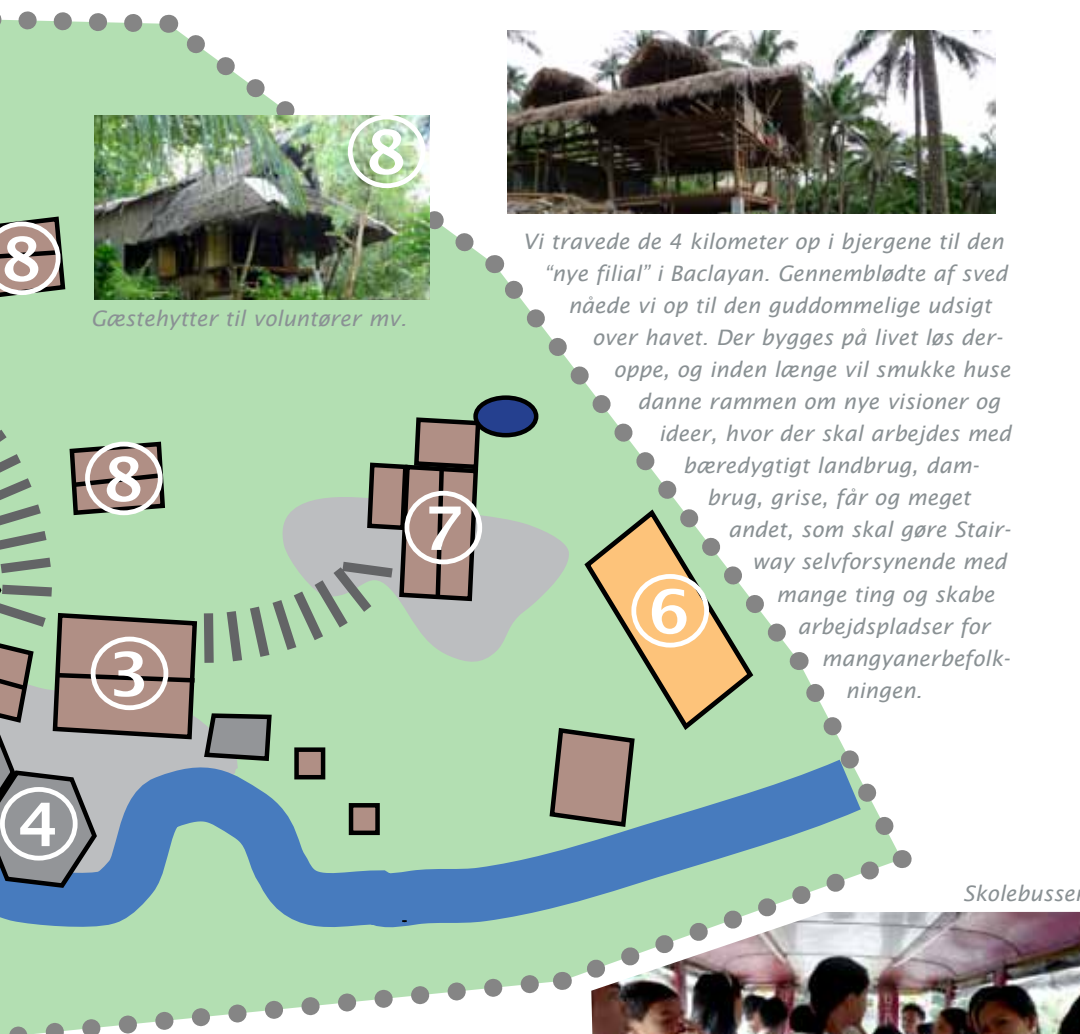 8
8
Gæstehytter til voluntører mv.
Vi travede de 4 kilometer op i bjergene til den
“nye filial” i Baclayan. Gennemblødte af sved
nåede vi op til den guddommelige udsigt
over havet. Der bygges på livet løs der-
oppe, og inden længe vil smukke huse
danne rammen om nye visioner og
ideer, hvor der skal arbejdes med
bæredygtigt landbrug, dam-
brug, grise, får og meget
andet, som skal gøre Stair-
way selvforsynende med
mange ting og skabe
arbejdspladser for
mangyanerbefolk-
ningen.
8
7
6
3
4
Skolebussen